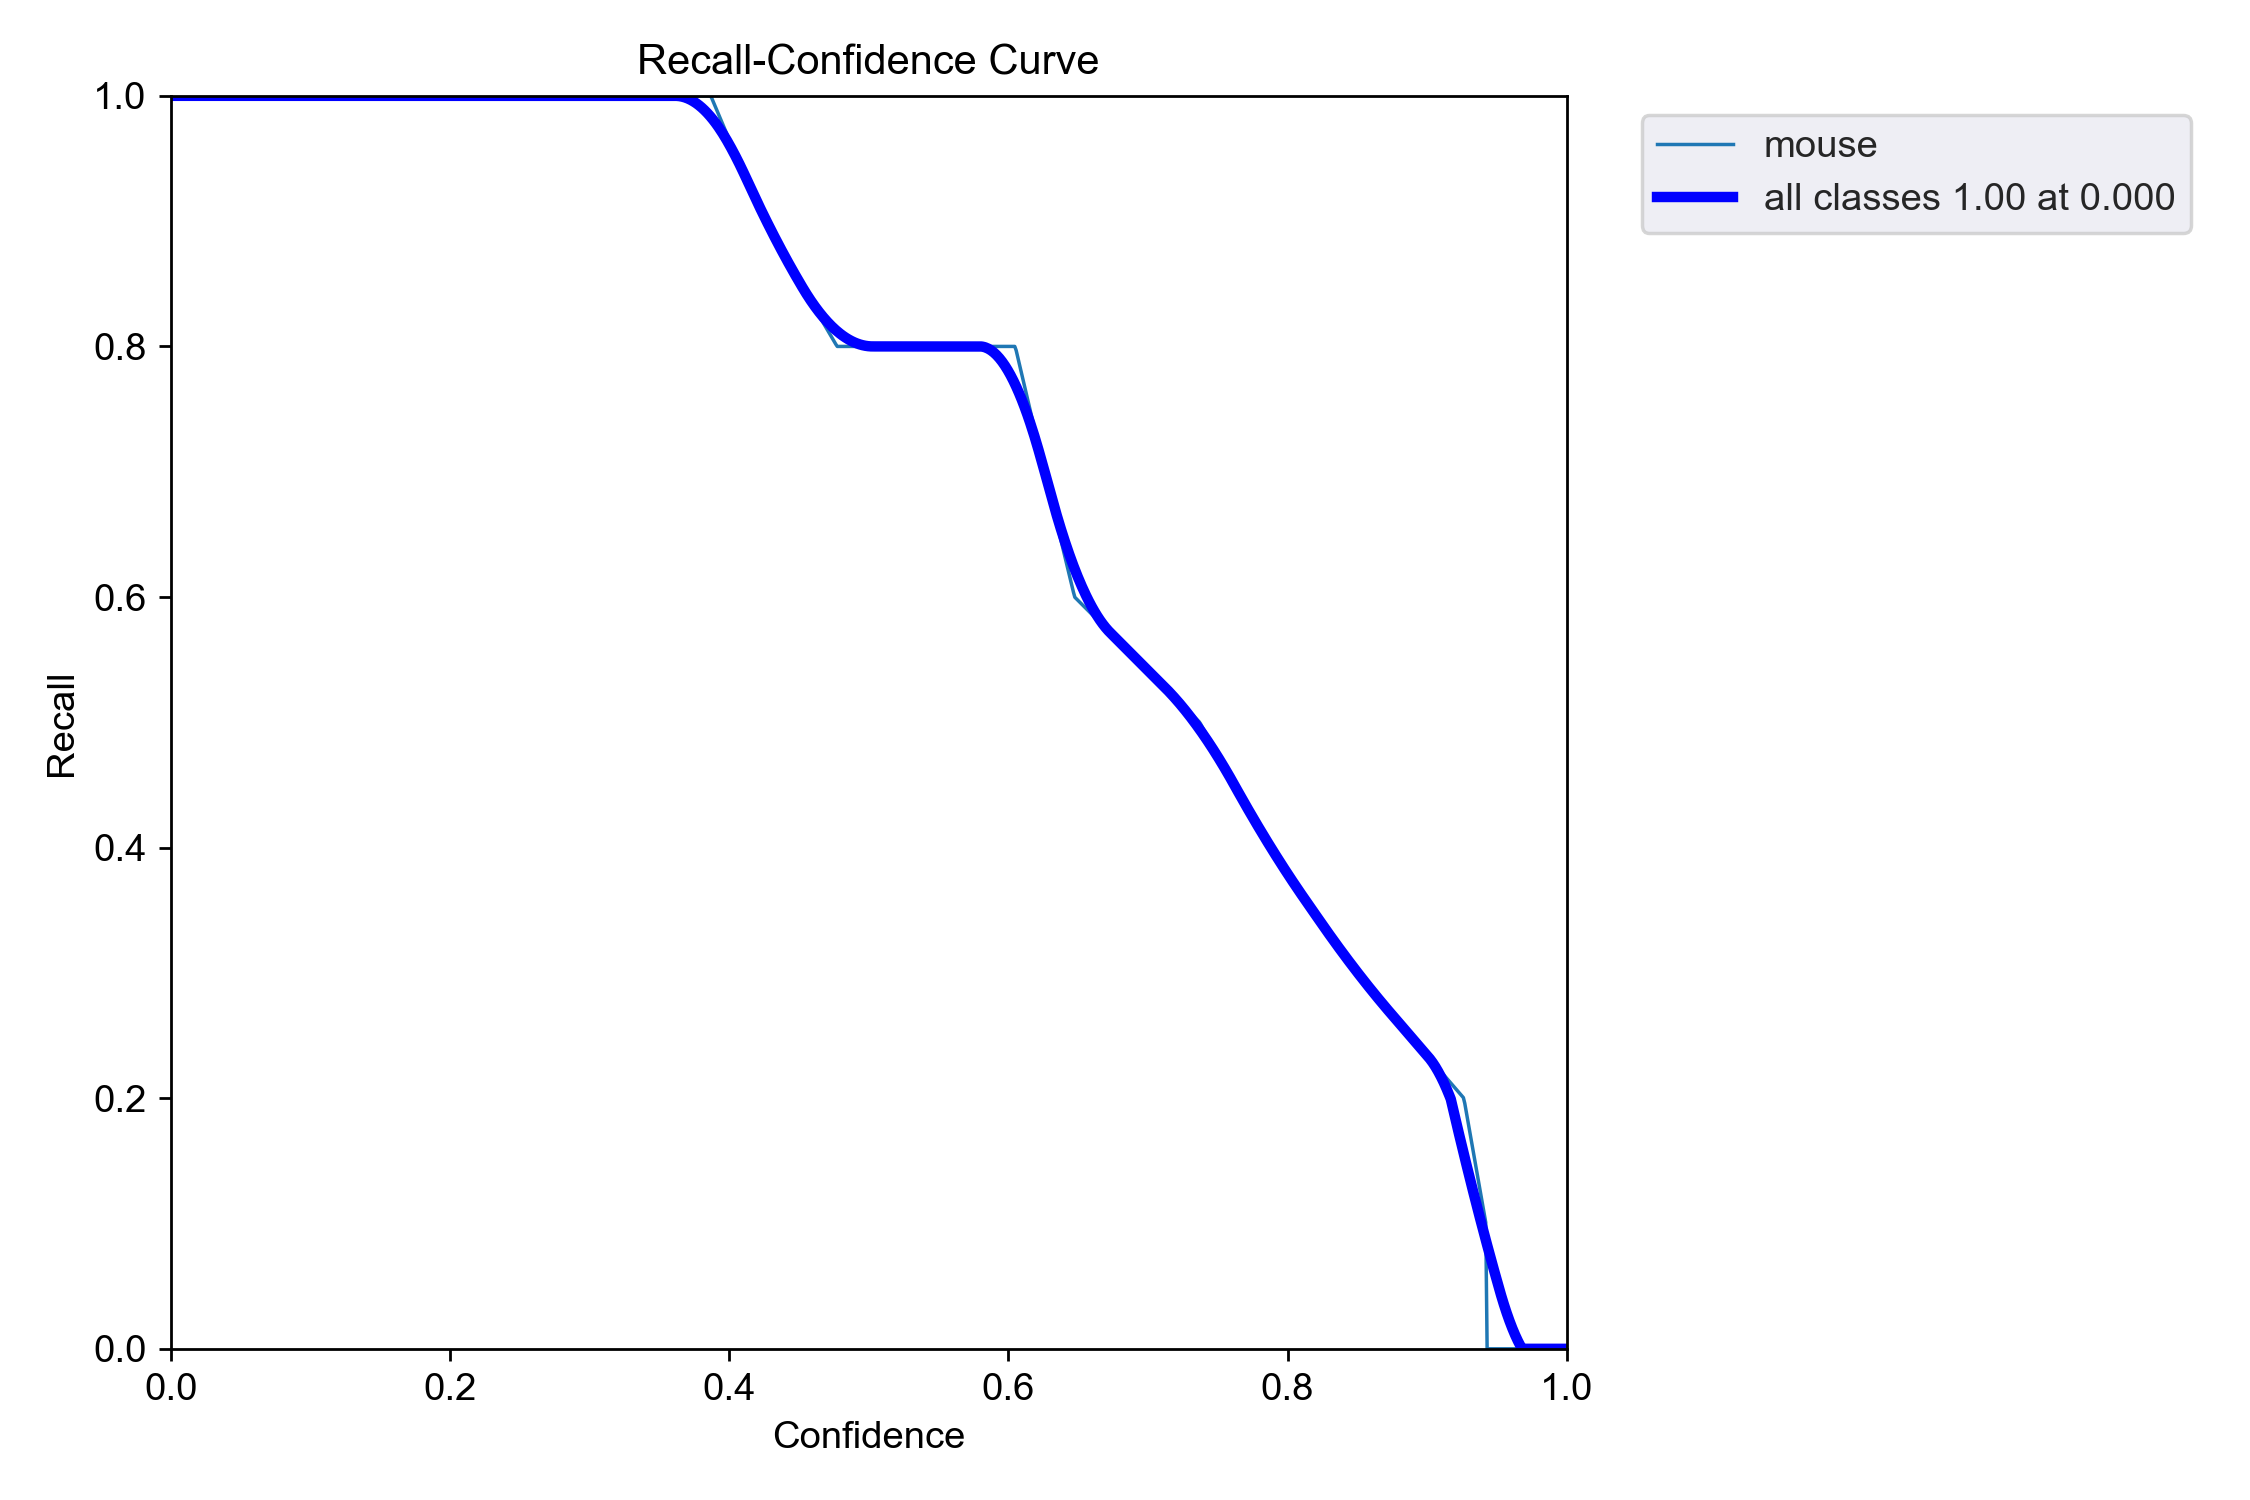 Recall-Confidence Curve
mouse
all classes 1.00 at 0.000
1.0
0.8
0.6
0.4
0.2
0.0
Recall
0.0 0.2 0.4 0.6 0.8 1.0
Confidence